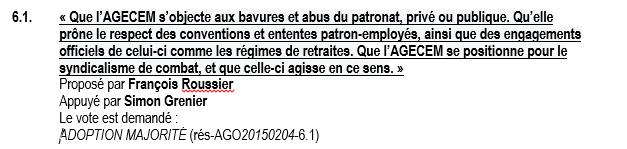 6.1. « Que l'AGECEM s'objecte aux bavures et abus du patronat, privé ou publique. Qu'elle
prône le respect des conventions et ententes patron-employés, ainsi que des engagements
officiels de celui-ci comme les régimes de retraites. Que l'AGECEM se positionne pour le
syndicalisme de combat, et que celle-ci agisse en ce sens. »
Proposé par François Roussier
Appuyé par Simon Grenier
Le vote est demandé :
ADOPTION MAJORITÉ (rés-AGO20150204-6.1)